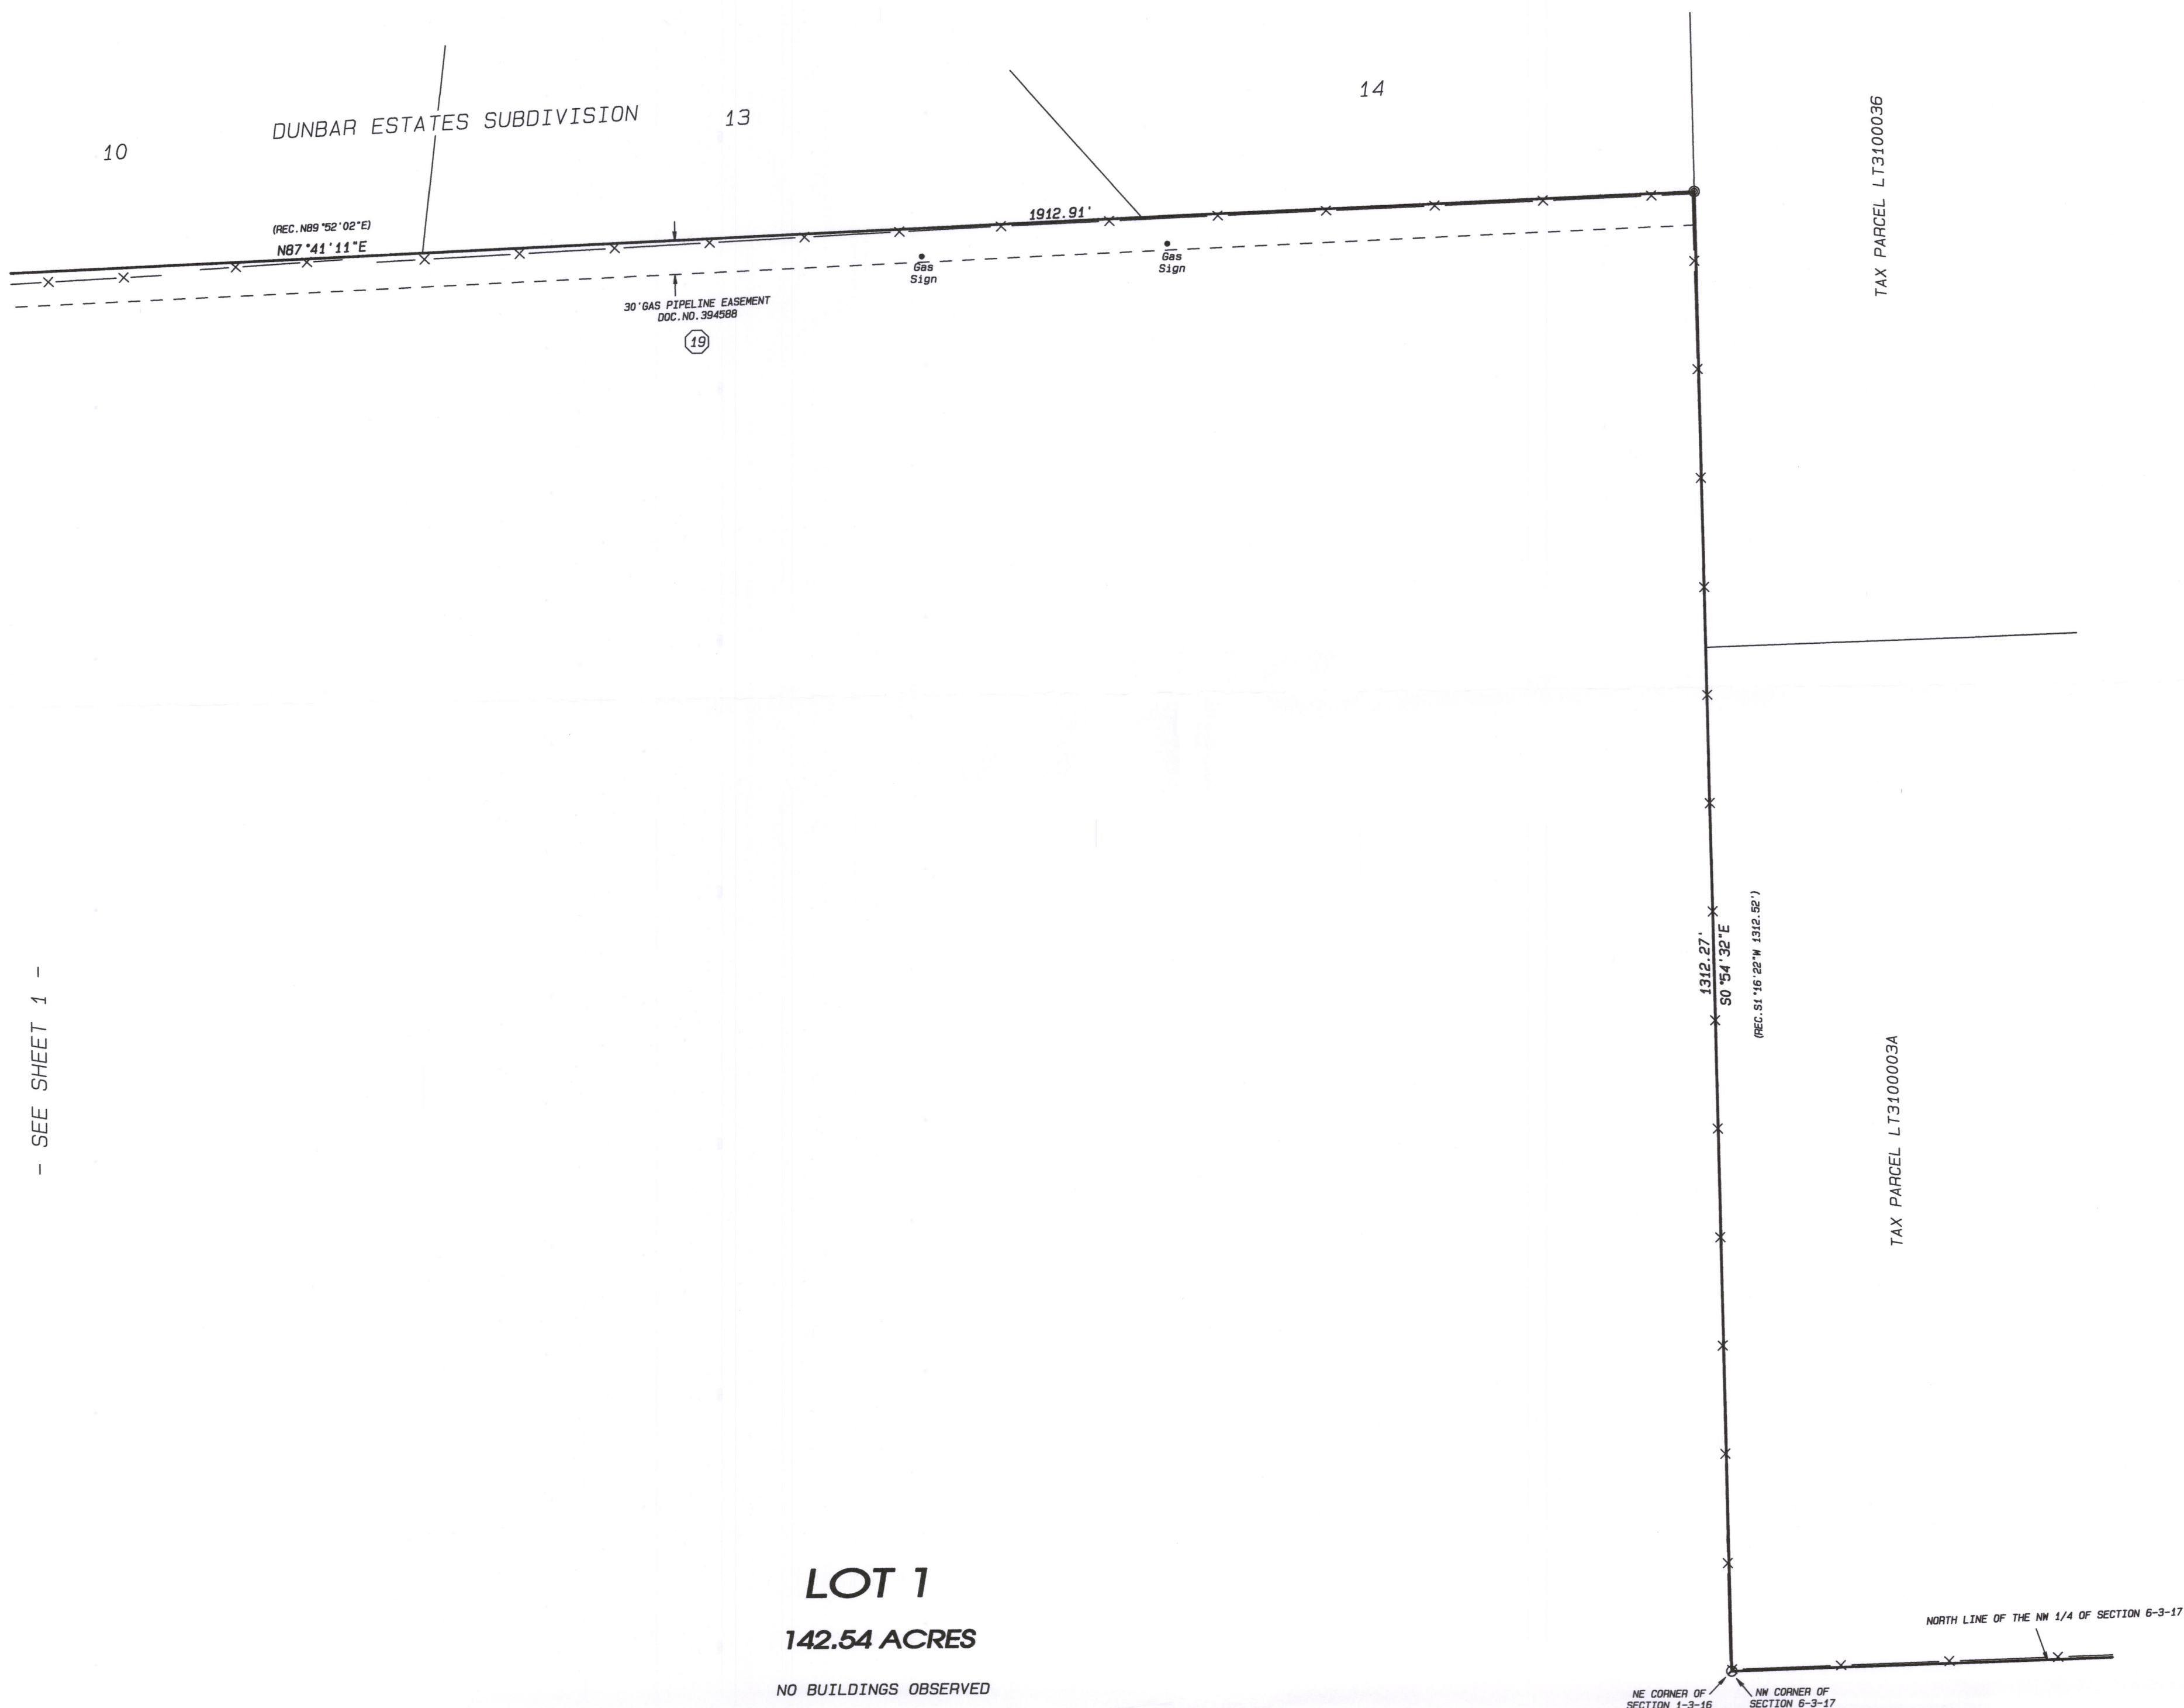 14
13
DUNBAR ESTATES SUBDIVISION
10
TAX PARCEL LT3100036
1912.91'
(REC.N89°52'02"E)
N87°41'11"E
Gas
Sign
Gas
Sign
30'GAS PIPELINE EASEMENT
DOC.NO.394588
19
1312.27'
S0°54'32"E
(REC.S1°16'22"W 1312.52')
- SEE SHEET 1 -
TAX PARCEL LT3100003A
LOT 1
142.54 ACRES
NO BUILDINGS OBSERVED
NORTH LINE OF THE NW 1/4 OF SECTION 6-3-17
NE CORNER OF
SECTION 1-3-16
NW CORNER OF
SECTION 6-3-17